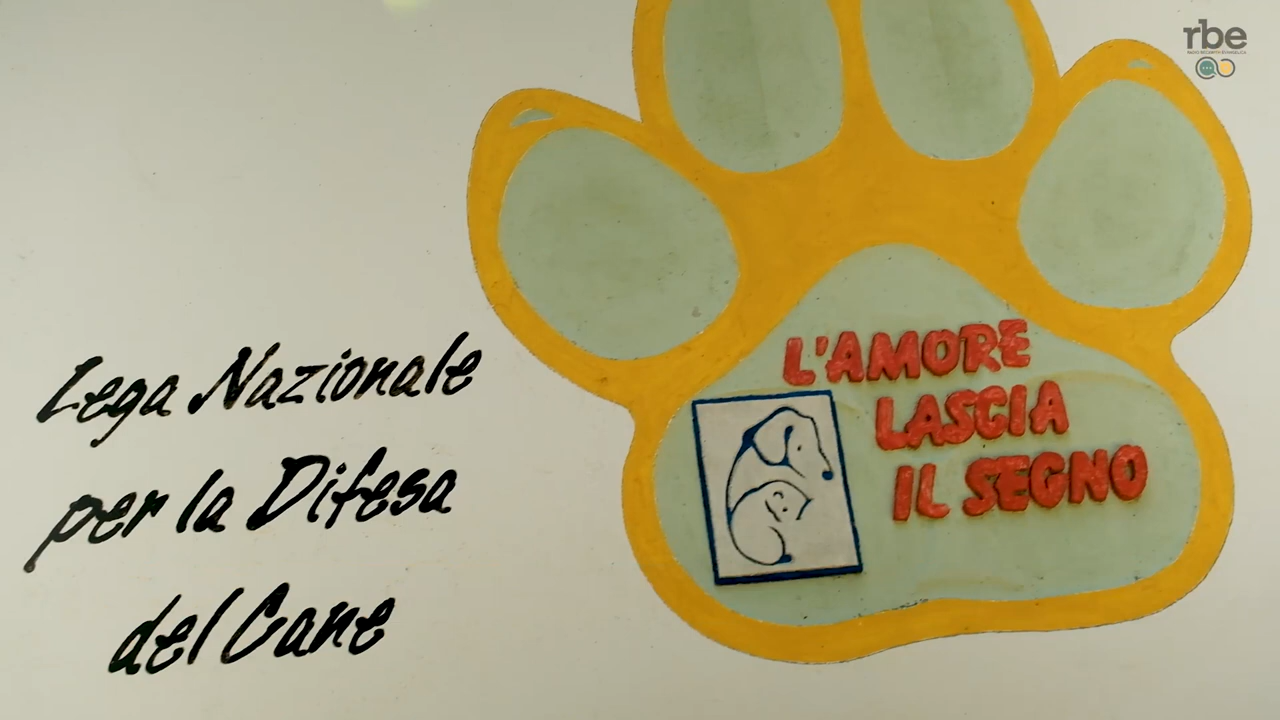 rbe
Lega Nazionale
per la Difesa
del Cane
L'AMORE
LASCIA
IL SEGNO